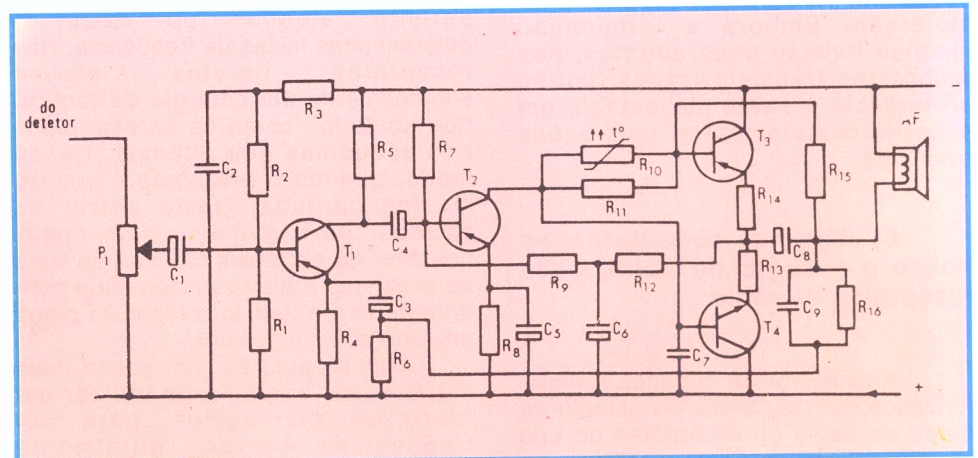 do
detetor
R3
C2
R2
R5
R7
t°
R10
T3
R15
T2
R11
R14
P1
C1
T1
C4
C8
R9
R12
R13
C3
C9
R16
R1
R4
R6
R8
C5
C6
C7
T4
–
+